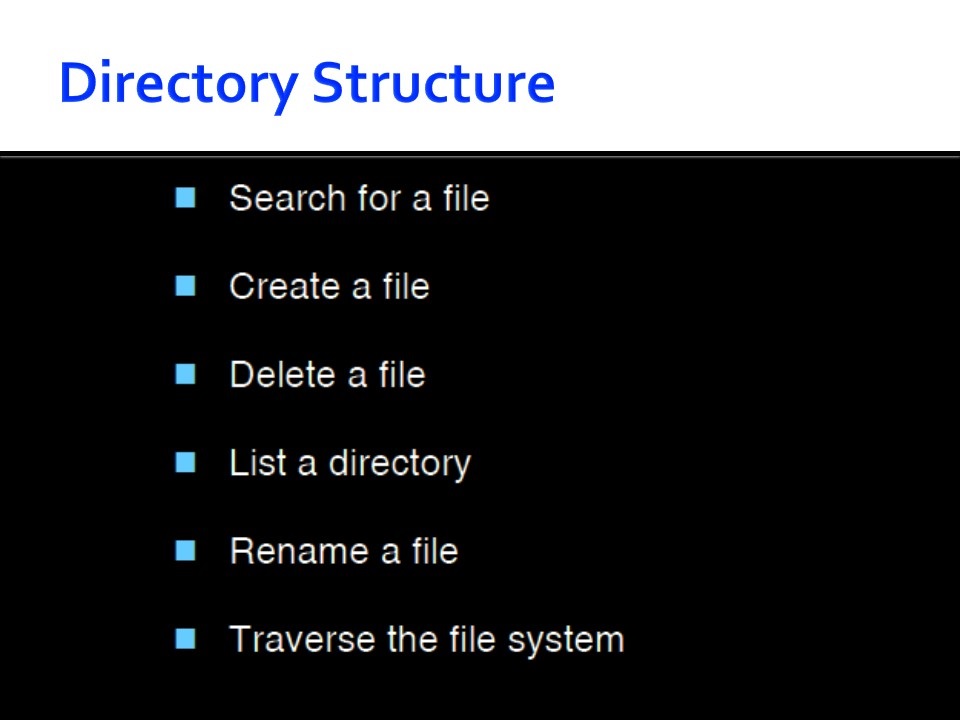 Directory Structure
Search for a file
Create a file
Delete a file
List a directory
Rename a file
Traverse the file system